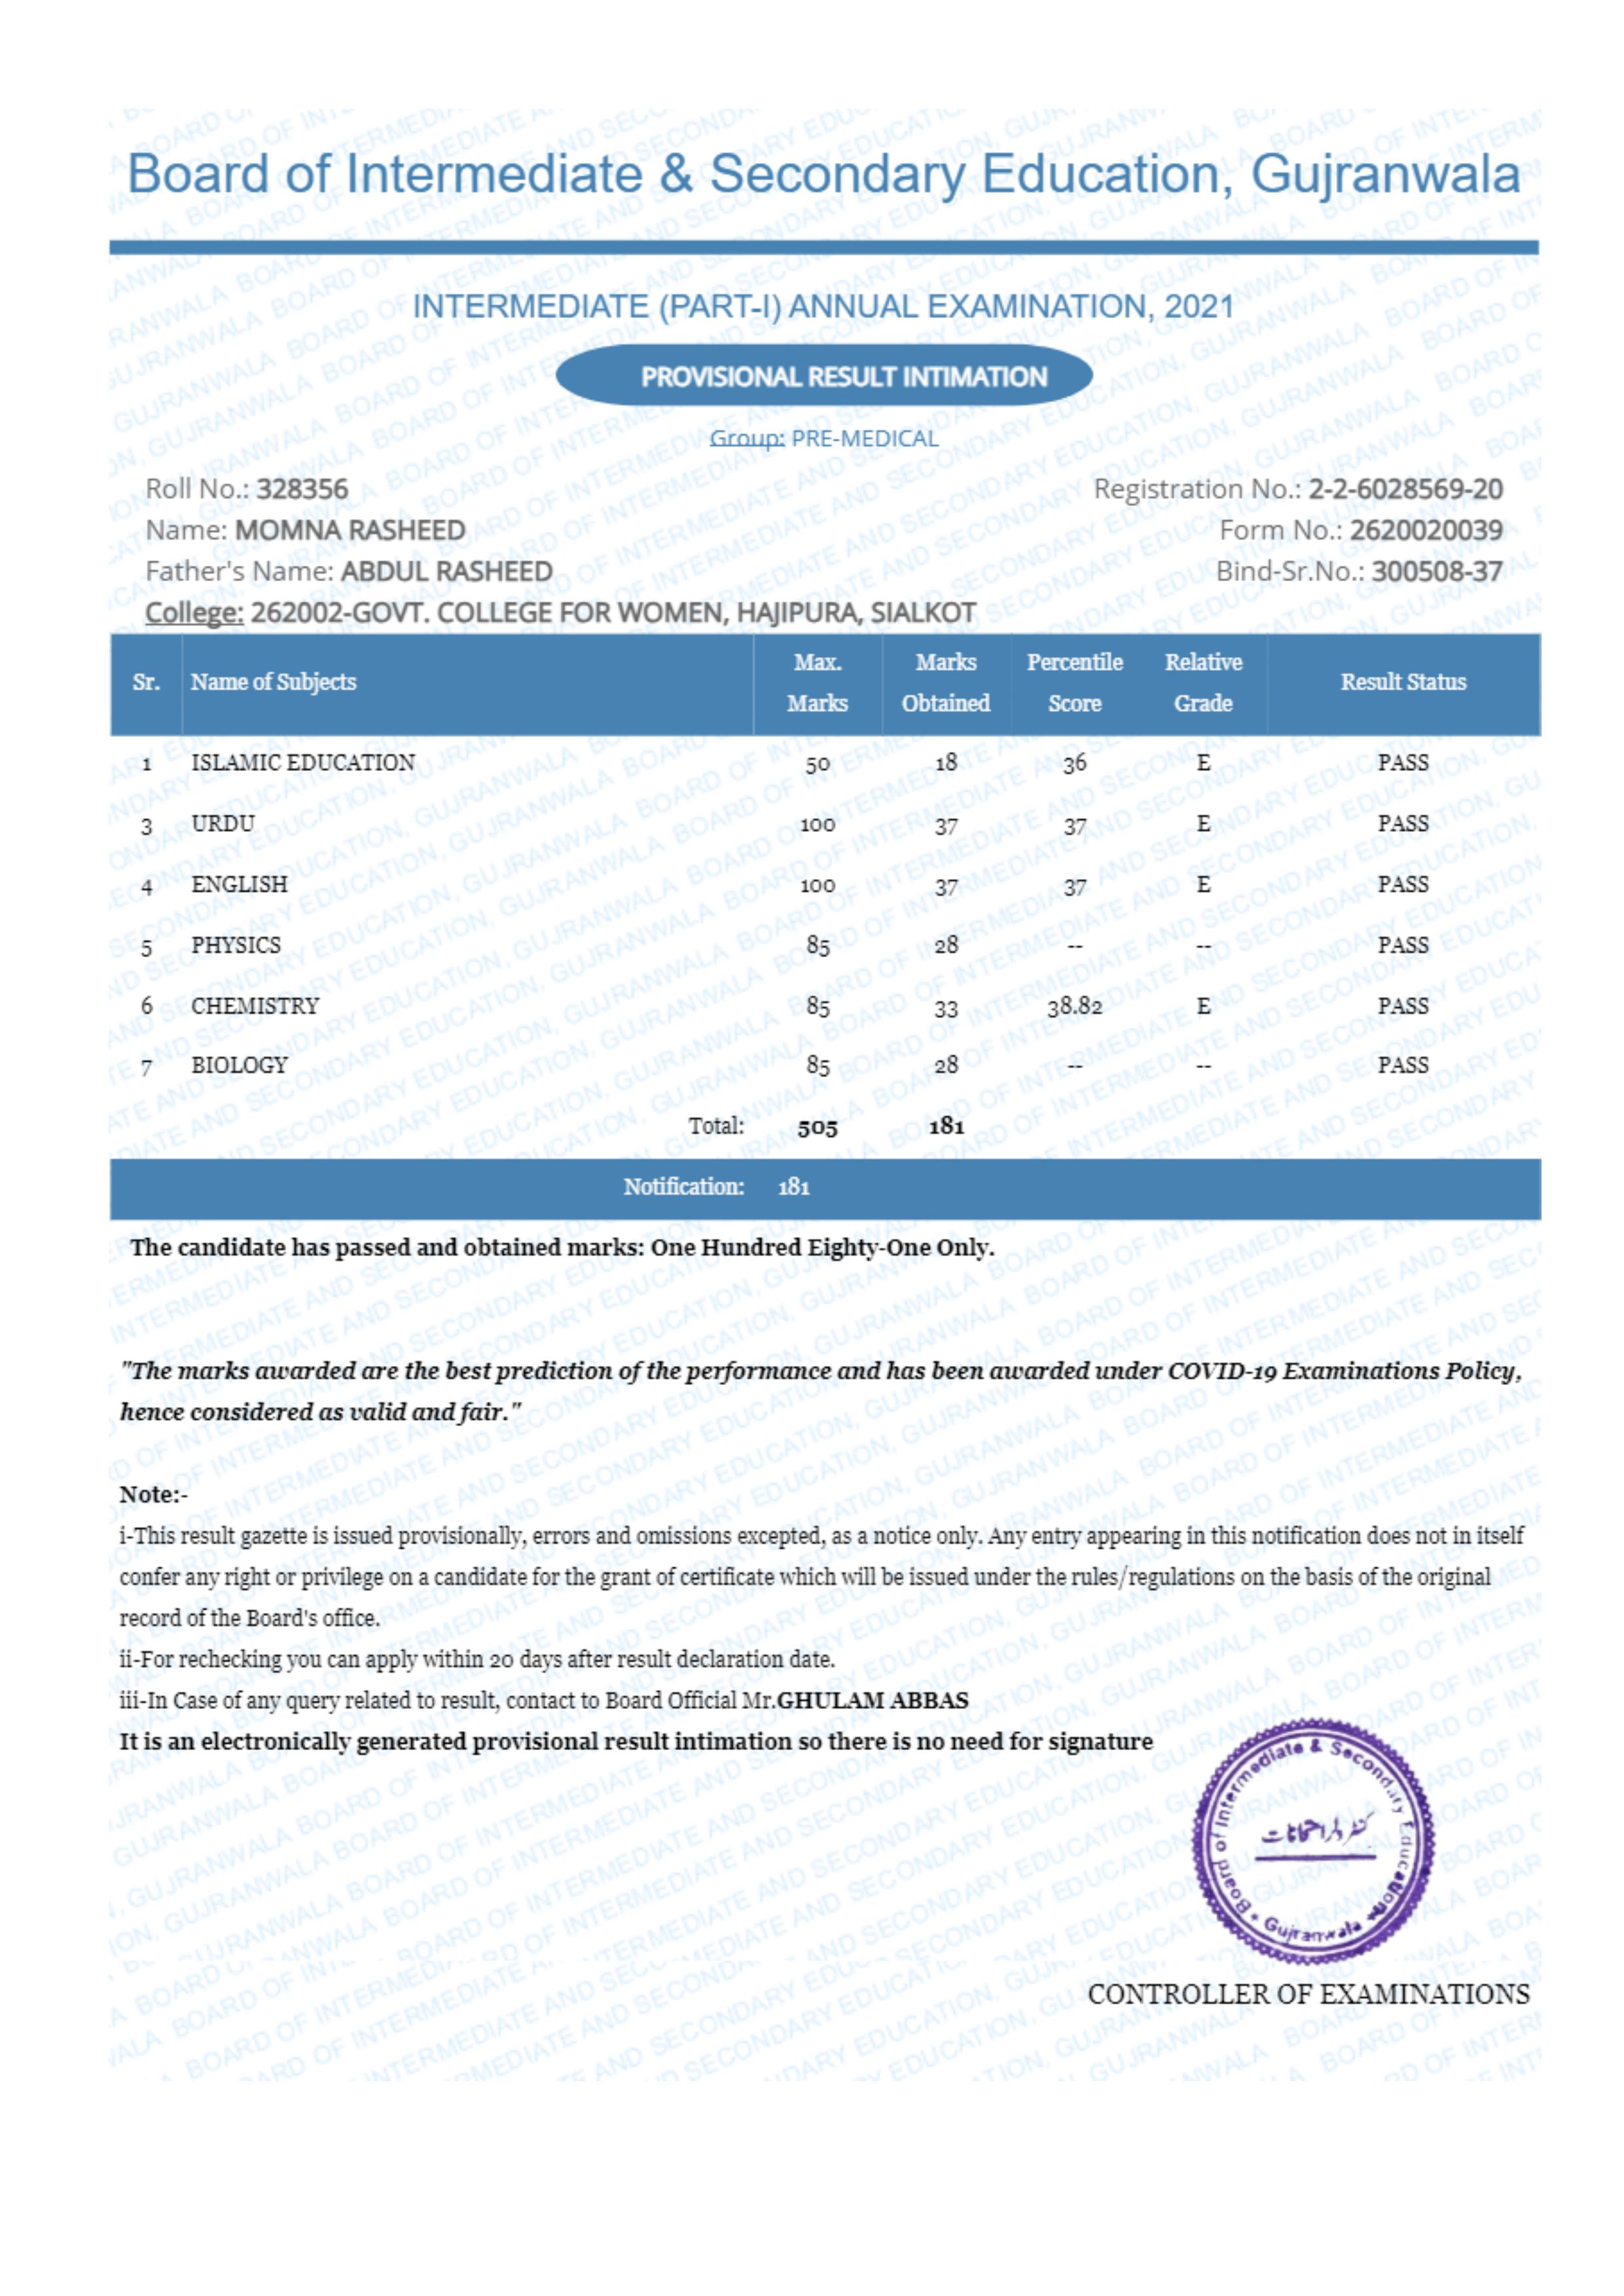 Board of Intermediate & Secondary Education, Gujranwala
INTERMEDIATE (PART-I) ANNUAL EXAMINATION, 2021
PROVISIONAL RESULT INTIMATION
Group: PRE-MEDICAL
Roll No.: 328356 Registration No.: 2-2-6028569-20
Name: MOMNA RASHEED Form No.: 2620020039
Father's Name: ABDUL RASHEED Bind-Sr.No.: 300508-37
College: 262002-GOVT. COLLEGE FOR WOMEN, HAJIPURA, SIALKOT
Sr. Name of Subjects Max. Marks Marks Obtained Percentile Score Relative Grade Result Status
1 ISLAMIC EDUCATION 50 18 36 E PASS
3 URDU 100 37 37 E PASS
4 ENGLISH 100 37 37 E PASS
5 PHYSICS 85 28 -- -- PASS
6 CHEMISTRY 85 33 38.82 E PASS
7 BIOLOGY 85 28 -- -- PASS
Total: 505 181
Notification: 181
The candidate has passed and obtained marks: One Hundred Eighty-One Only.
"The marks awarded are the best prediction of the performance and has been awarded under COVID-19 Examinations Policy,
hence considered as valid and fair."
Note:-
i-This result gazette is issued provisionally, errors and omissions excepted, as a notice only. Any entry appearing in this notification does not in itself
confer any right or privilege on a candidate for the grant of certificate which will be issued under the rules/regulations on the basis of the original
record of the Board's office.
ii-For rechecking you can apply within 20 days after result declaration date.
iii-In Case of any query related to result, contact to Board Official Mr.GHULAM ABBAS
It is an electronically generated provisional result intimation so there is no need for signature
Board of Intermediate & Secondary Education Gujranwala
کنٹرولر امتحانات
CONTROLLER OF EXAMINATIONS